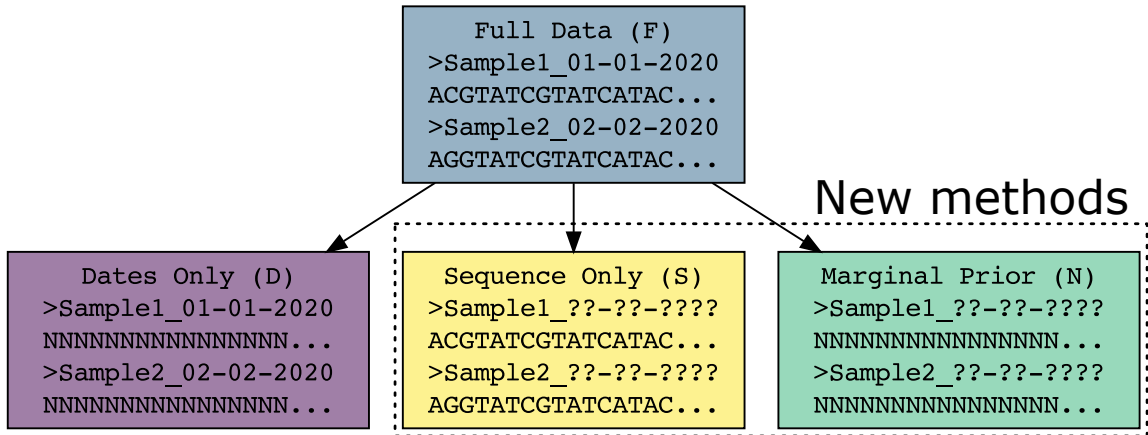 Full Data (F)
>Sample1_01-01-2020
ACGTATCGTATCATAC...
>Sample2_02-02-2020
AGGTATCGTATCATAC...
New methods
Dates Only (D)
>Sample1_01-01-2020
NNNNNNNNNNNNNNNN...
>Sample2_02-02-2020
NNNNNNNNNNNNNNNN...
Sequence Only (S)
>Sample1_??-??-????
ACGTATCGTATCATAC...
>Sample2_??-??-????
AGGTATCGTATCATAC...
Marginal Prior (N)
>Sample1_??-??-????
NNNNNNNNNNNNNNNN...
>Sample2_??-??-????
NNNNNNNNNNNNNNNN...